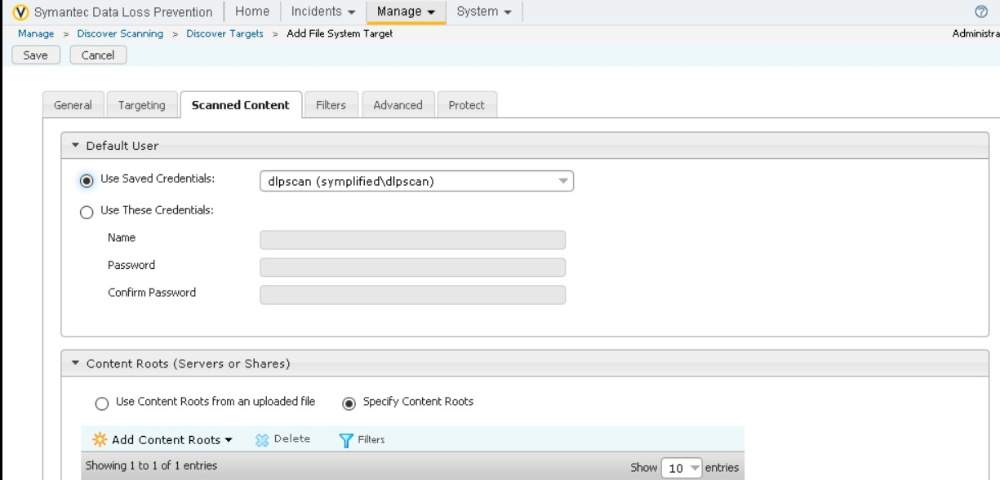 Symantec Data Loss Prevention Home Incidents Manage System
Manage > Discover Scanning > Discover Targets > Add File System Target Administra
Save Cancel
General Targeting Scanned Content Filters Advanced Protect
Default User
Use Saved Credentials: dlpscan (symplified\dlpscan)
Use These Credentials:
Name
Password
Confirm Password
Content Roots (Servers or Shares)
Use Content Roots from an uploaded file Specify Content Roots
Add Content Roots Delete Filters
Showing 1 to 1 of 1 entries Show 10 entries